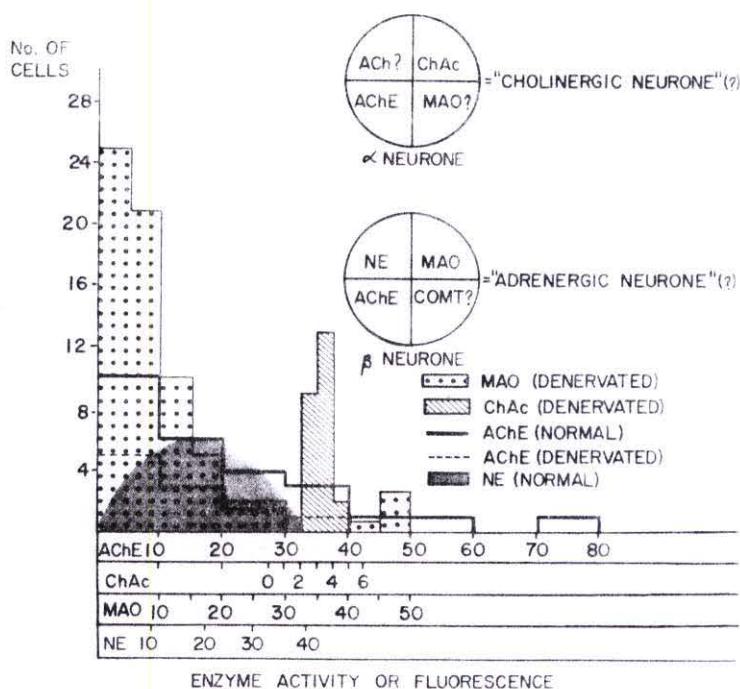 No. OF
CELLS
28
24
20
16
12
8
4
ACh? ChAc
AChE MAO?
="CHOLINERGIC NEURONE"(?)
α NEURONE
NE MAO
AChE COMT?
="ADRENERGIC NEURONE"(?)
β NEURONE
MAO (DENERVATED)
ChAc (DENERVATED)
AChE (NORMAL)
AChE (DENERVATED)
NE (NORMAL)
AChE 10 20 30 40 50 60 70 80
ChAc 0 2 4 6
MAO 10 20 30 40 50
NE 10 20 30 40
ENZYME ACTIVITY OR FLUORESCENCE